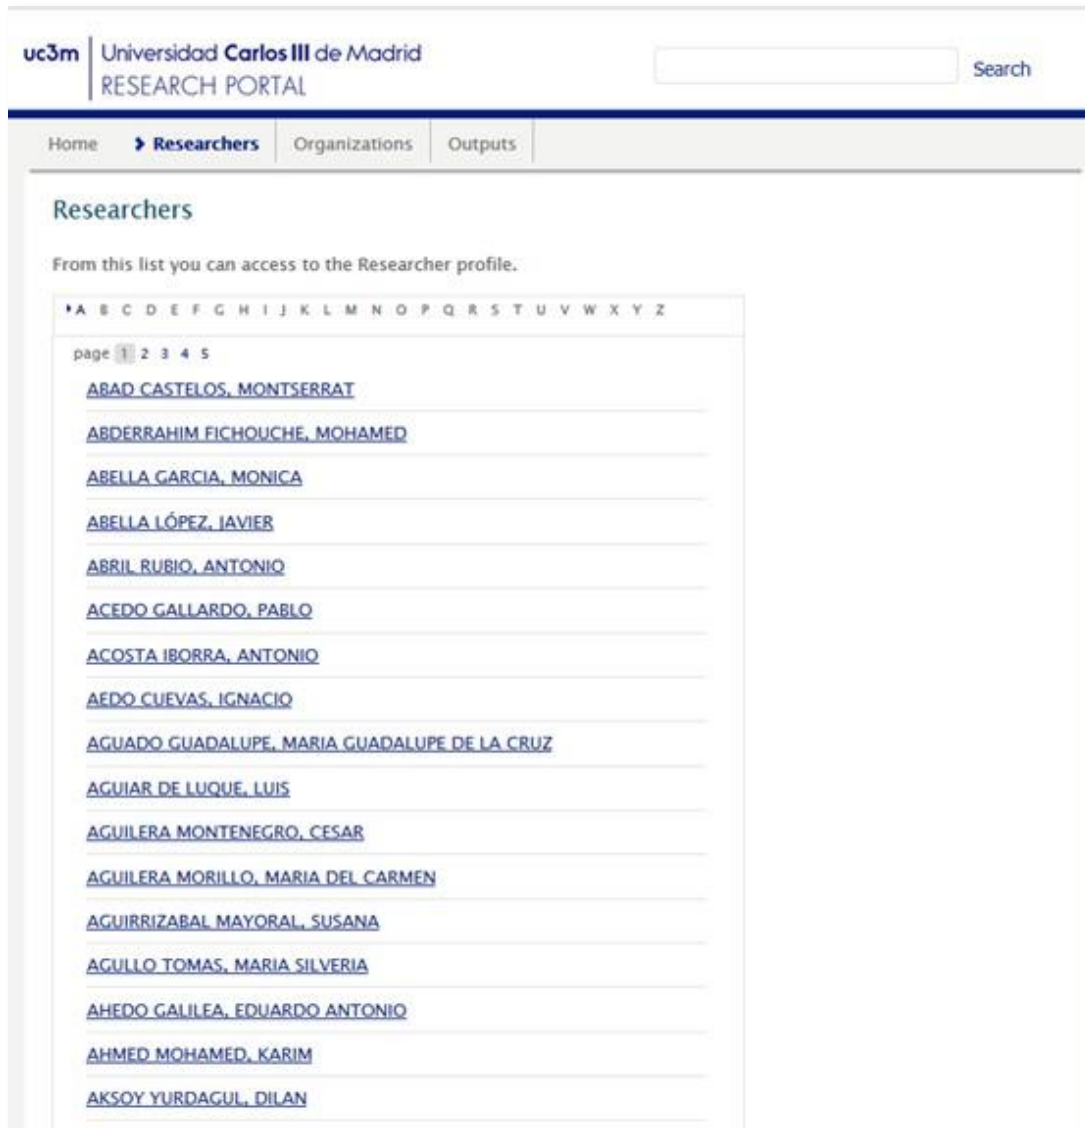 uc3m Universidad Carlos III de Madrid
RESEARCH PORTAL
Search
Home Researchers Organizations Outputs
Researchers
From this list you can access to the Researcher profile.
A B C D E F G H I J K L M N O P Q R S T U V W X Y Z
page 1 2 3 4 5
ABAD CASTELOS, MONTSERRAT
ABDERRAHIM FICHOUCHE, MOHAMED
ABELLA GARCIA, MONICA
ABELLA LÓPEZ, JAVIER
ABRIL RUBIO, ANTONIO
ACEDO GALLARDO, PABLO
ACOSTA IBORRA, ANTONIO
AEDO CUEVAS, IGNACIO
AGUADO GUADALUPE, MARIA GUADALUPE DE LA CRUZ
AGUIAR DE LUQUE, LUIS
AGUILERA MONTENEGRO, CESAR
AGUILERA MORILLO, MARIA DEL CARMEN
AGUIRRIZABAL MAYORAL, SUSANA
AGULLO TOMAS, MARIA SILVERIA
AHEDO GALILEA, EDUARDO ANTONIO
AHMED MOHAMED, KARIM
AKSOY YURDAGUL, DILAN